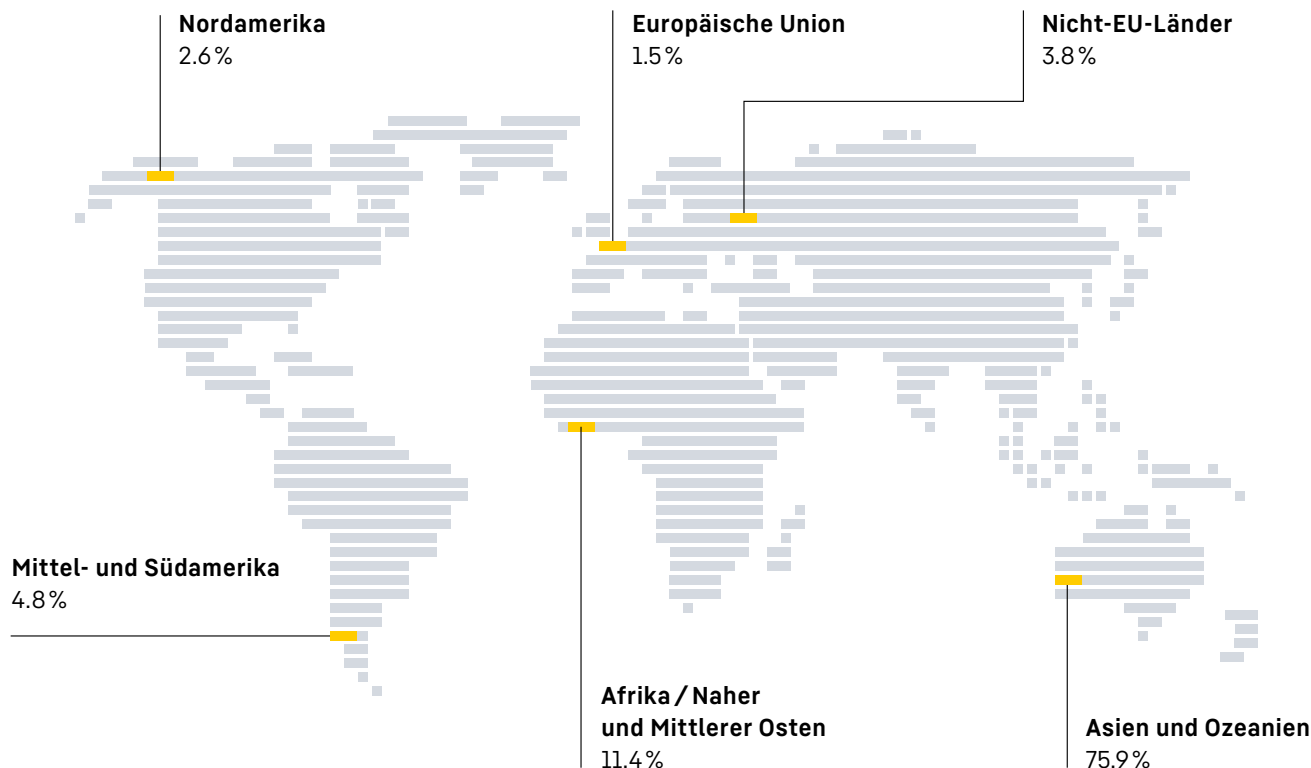 Nordamerika
2.6 %
Europäische Union
1.5 %
Nicht-EU-Länder
3.8 %
Mittel- und Südamerika
4.8 %
Afrika / Naher
und Mittlerer Osten
11.4 %
Asien und Ozeanien
75.9 %